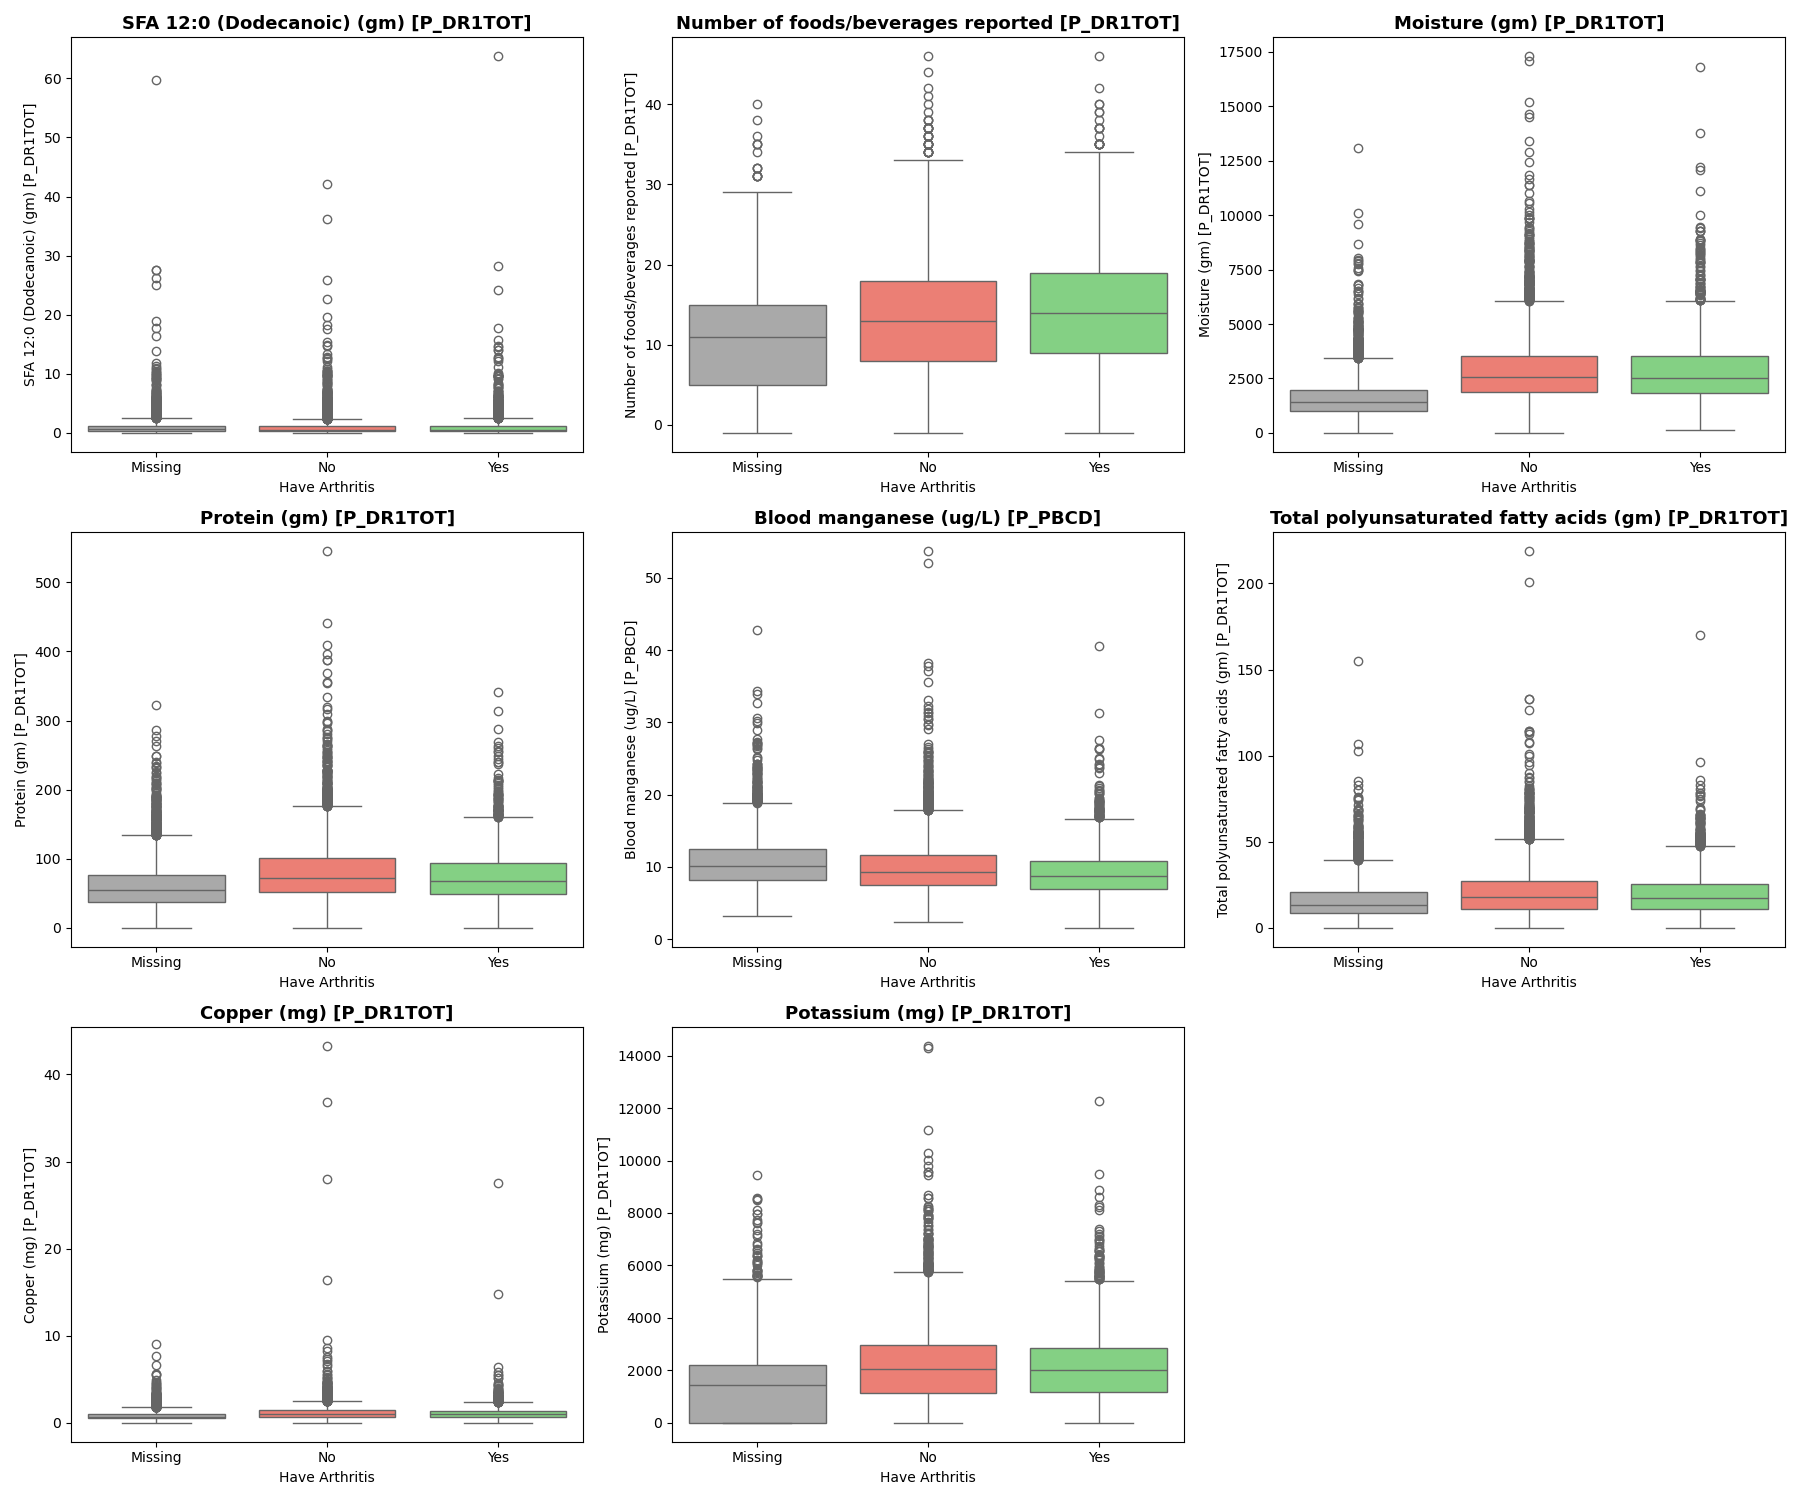 SFA 12:0 (Dodecanoic) (gm) [P_DR1TOT]
SFA 12:0 (Dodecanoic) (gm) [P_DR1TOT]
60
50
40
30
20
10
0
Missing No Yes
Have Arthritis
Number of foods/beverages reported [P_DR1TOT]
Number of foods/beverages reported [P_DR1TOT]
40
30
20
10
0
Missing No Yes
Have Arthritis
Moisture (gm) [P_DR1TOT]
Moisture (gm) [P_DR1TOT]
17500
15000
12500
10000
7500
5000
2500
0
Missing No Yes
Have Arthritis
Protein (gm) [P_DR1TOT]
Protein (gm) [P_DR1TOT]
500
400
300
200
100
0
Missing No Yes
Have Arthritis
Blood manganese (ug/L) [P_PBCD]
Blood manganese (ug/L) [P_PBCD]
50
40
30
20
10
0
Missing No Yes
Have Arthritis
Total polyunsaturated fatty acids (gm) [P_DR1TOT]
Total polyunsaturated fatty acids (gm) [P_DR1TOT]
200
150
100
50
0
Missing No Yes
Have Arthritis
Copper (mg) [P_DR1TOT]
Copper (mg) [P_DR1TOT]
40
30
20
10
0
Missing No Yes
Have Arthritis
Potassium (mg) [P_DR1TOT]
Potassium (mg) [P_DR1TOT]
14000
12000
10000
8000
6000
4000
2000
0
Missing No Yes
Have Arthritis